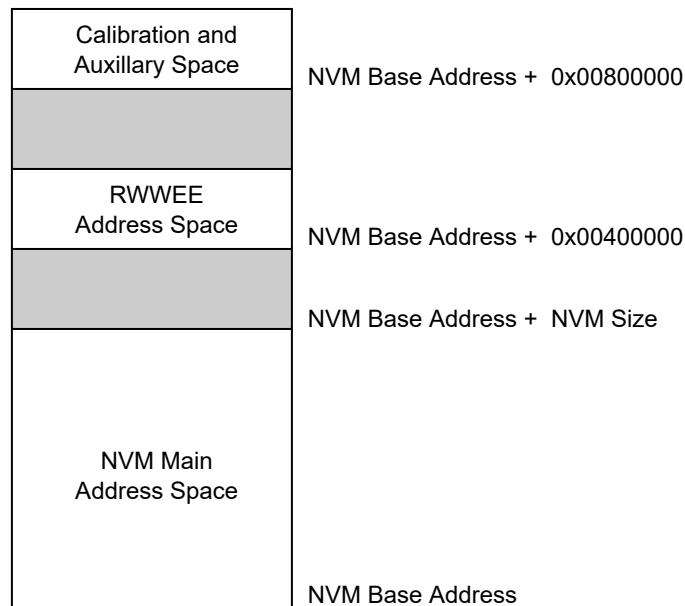 Calibration and
Auxillary Space
NVM Base Address + 0x00800000
RWWEE
Address Space
NVM Base Address + 0x00400000
NVM Base Address + NVM Size
NVM Main
Address Space
NVM Base Address